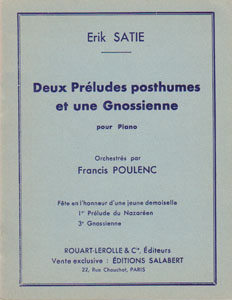 Erik SATIE
Deux Préludes posthumes
et une Gnossienne
pour Piano
Orchestrés par
Francis POULENC
Fête en l'honneur d'une jeune demoiselle
1er Prélude du Nazaréen
3e Gnossienne
ROUART-LEROLLE & Cie, Éditeurs
Vente exclusive : ÉDITIONS SALABERT
22, Rue Chauchat, PARIS